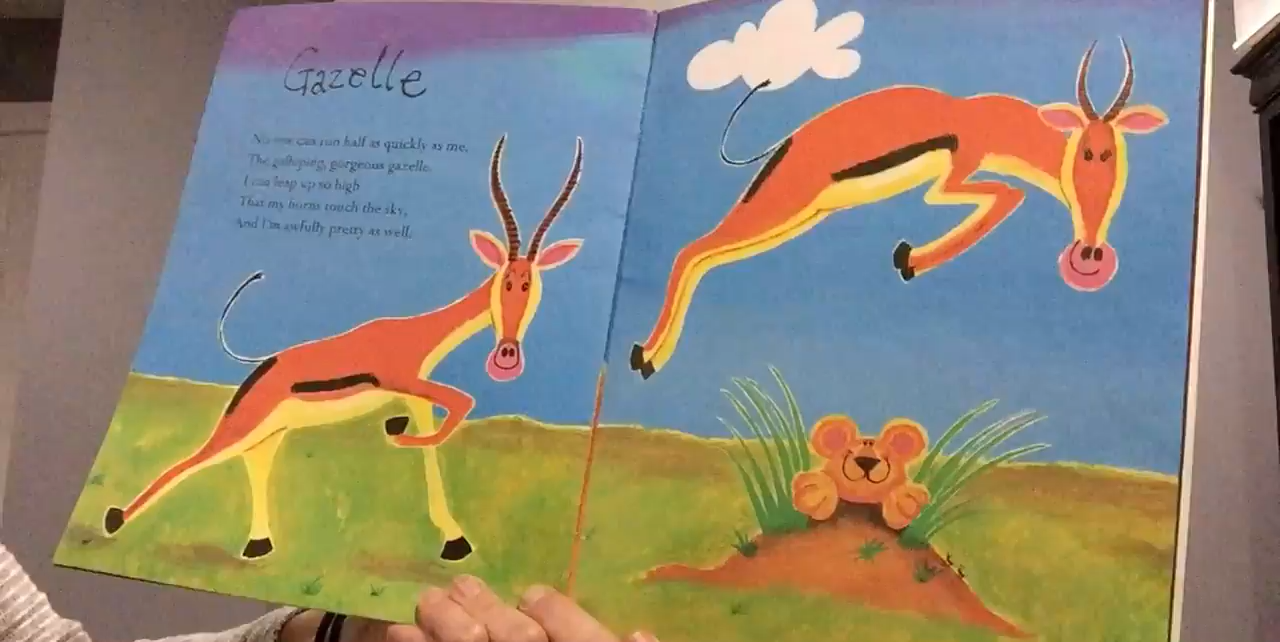 Gazelle
No one can run half as quickly as me,
The galloping, gorgeous gazelle.
I can leap up so high
That my horns touch the sky,
And I'm awfully pretty as well.